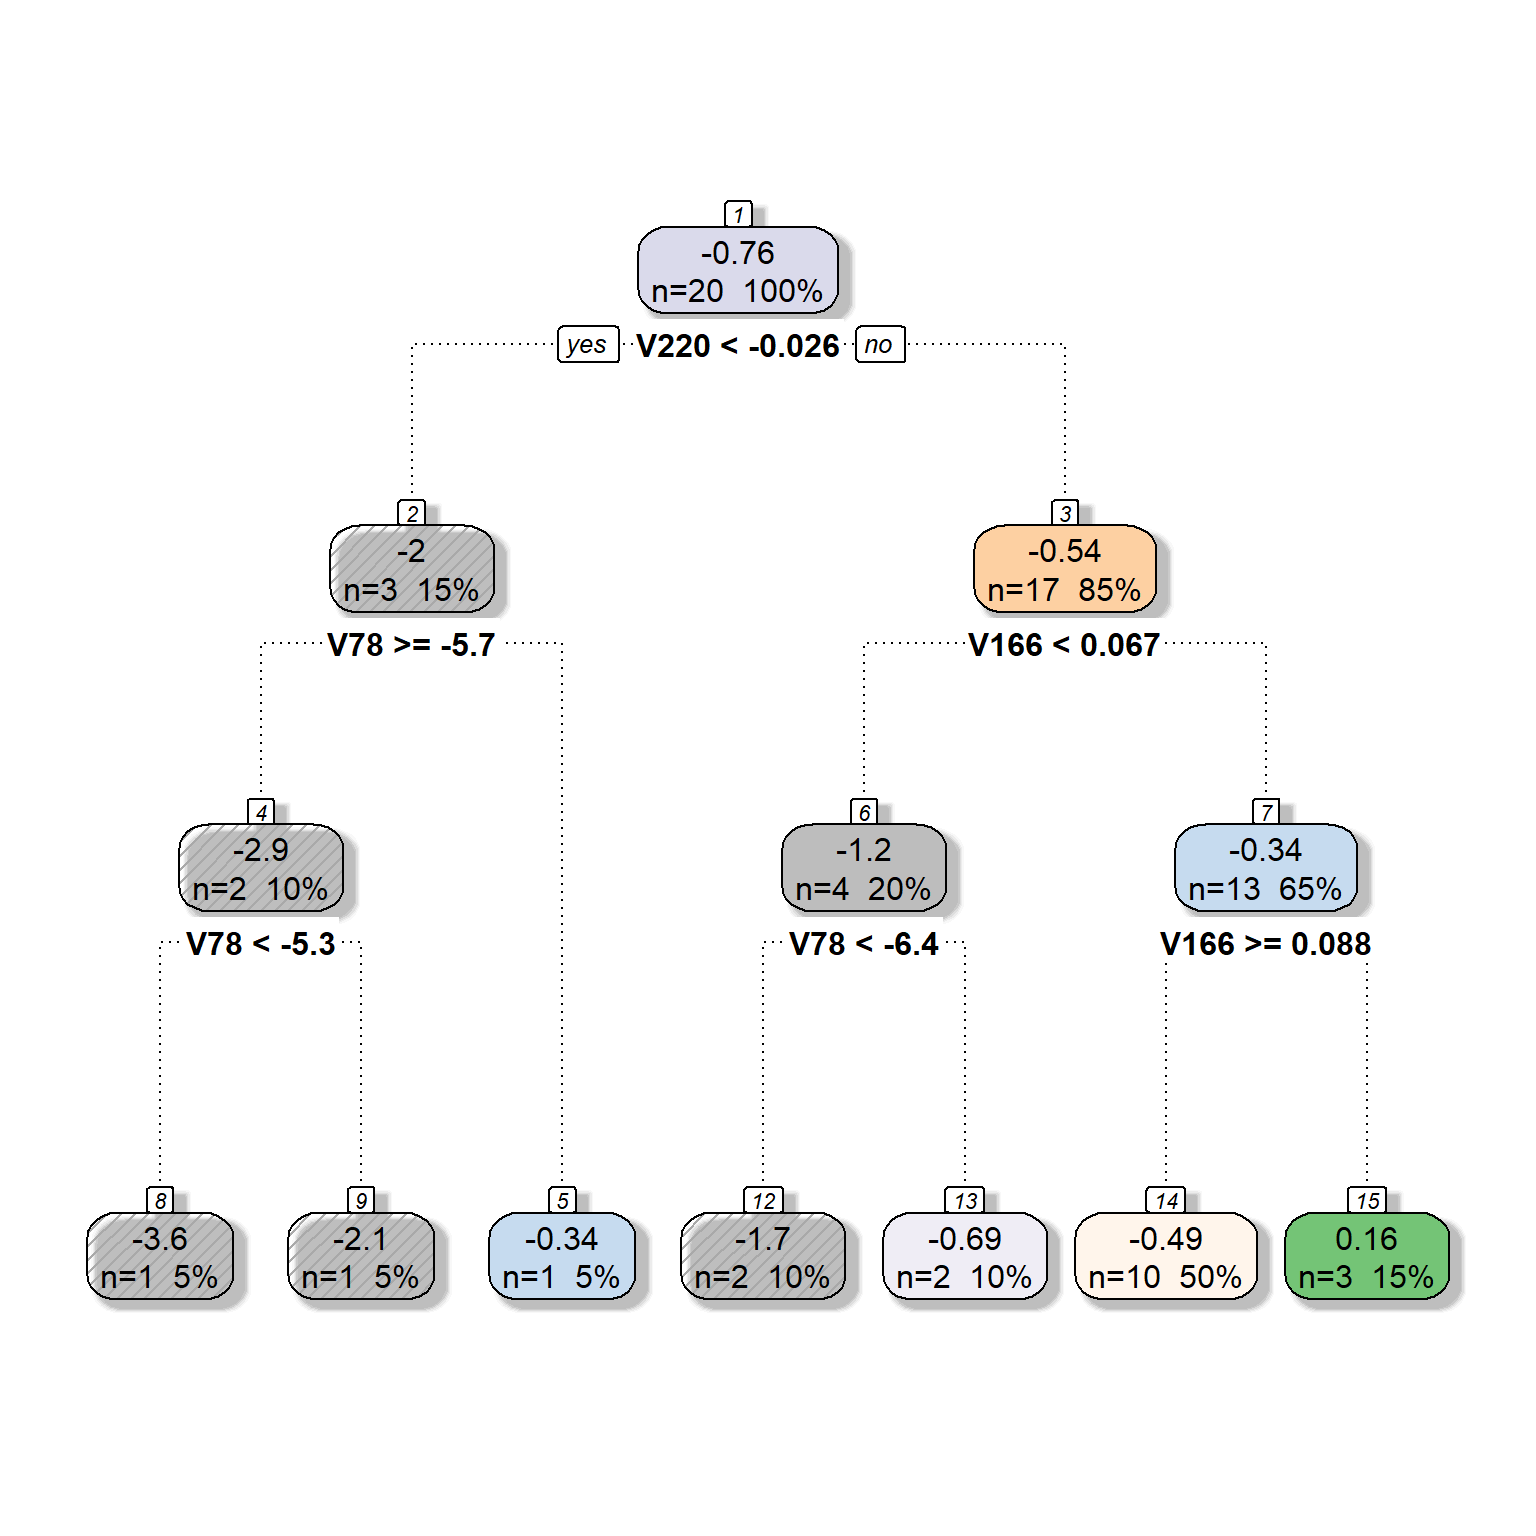 1
-0.76
n=20 100%
yes V220 < -0.026 no
2
-2
n=3 15%
3
-0.54
n=17 85%
V78 >= -5.7
V166 < 0.067
4
-2.9
n=2 10%
6
-1.2
n=4 20%
7
-0.34
n=13 65%
V78 < -5.3
V78 < -6.4
V166 >= 0.088
8
-3.6
n=1 5%
9
-2.1
n=1 5%
5
-0.34
n=1 5%
12
-1.7
n=2 10%
13
-0.69
n=2 10%
14
-0.49
n=10 50%
15
0.16
n=3 15%